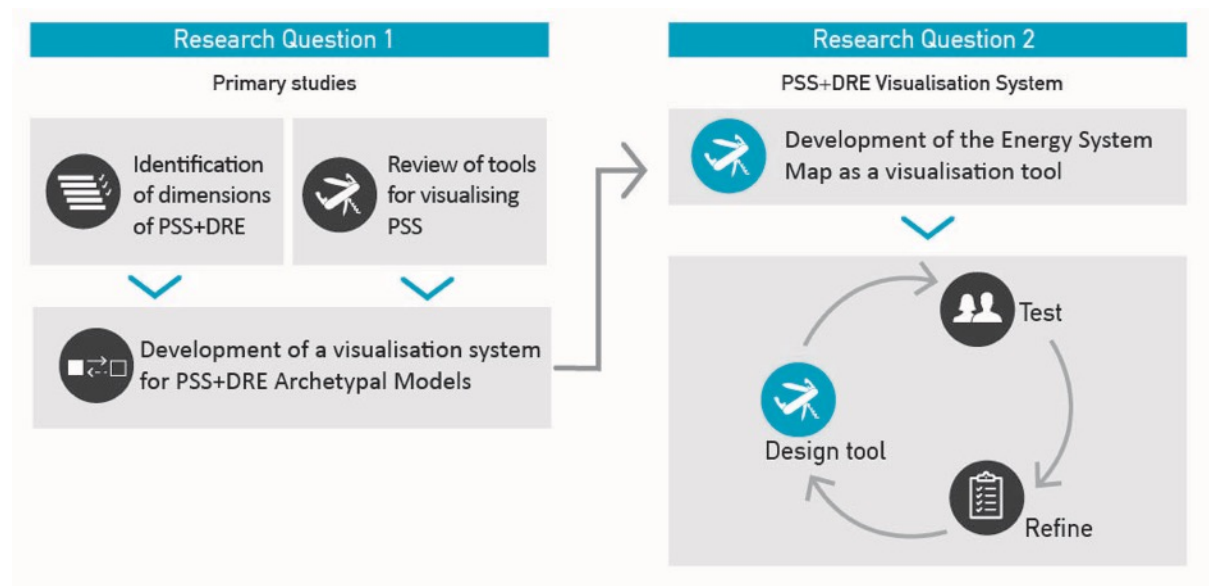 Research Question 1
Primary studies
Identification
of dimensions
of PSS+DRE
Review of tools
for visualising
PSS
Development of a visualisation system
for PSS+DRE Archetypal Models
Research Question 2
PSS+DRE Visualisation System
Development of the Energy System
Map as a visualisation tool
Test
Design tool
Refine